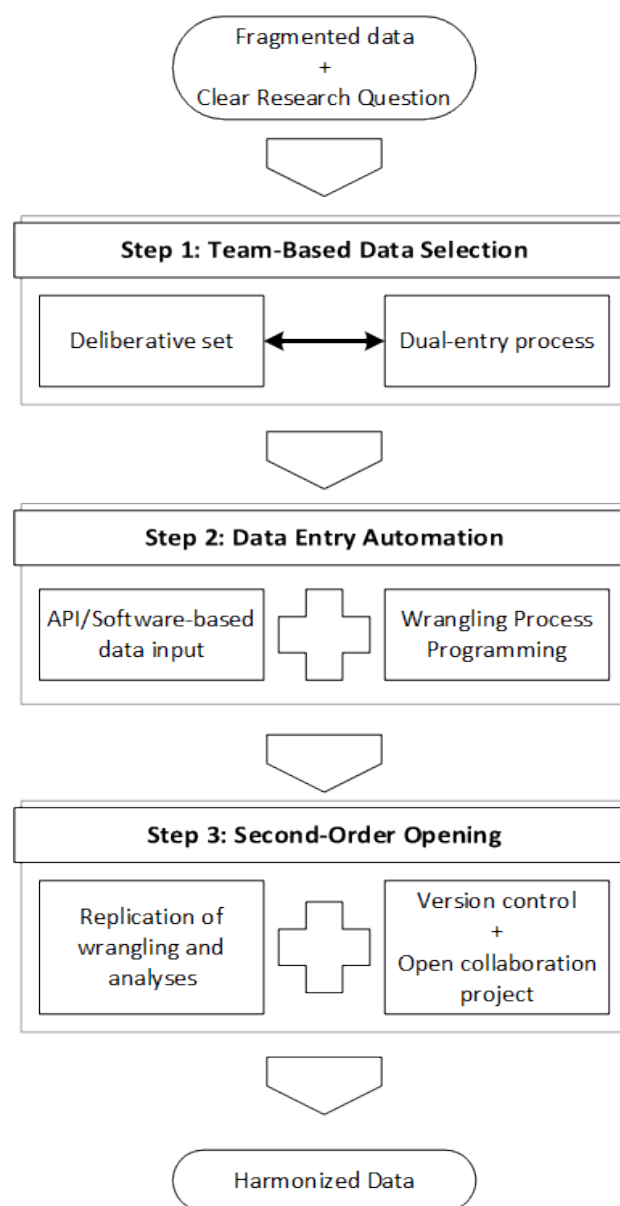 Fragmented data
+
Clear Research Question
Step 1: Team-Based Data Selection
Deliberative set
Dual-entry process
Step 2: Data Entry Automation
API/Software-based
data input
Wrangling Process
Programming
Step 3: Second-Order Opening
Replication of
wrangling and
analyses
Version control
+
Open collaboration
project
Harmonized Data